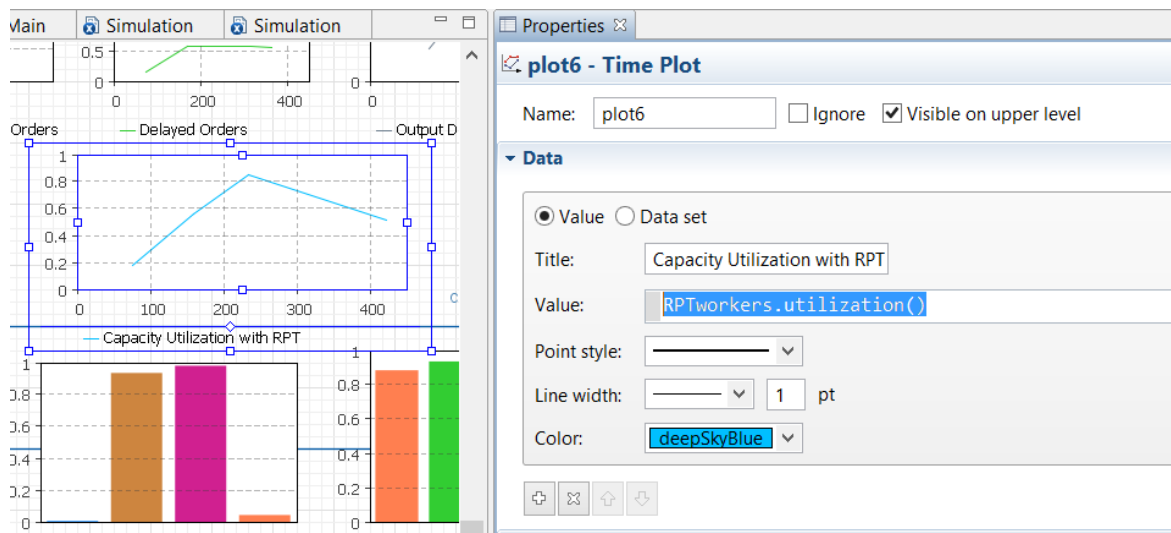 Main Simulation Simulation
0.5
0
0 200 400 0
0
Orders Delayed Orders Output D
1
0.8
0.6
0.4
0.2
0
0 100 200 300 400
C
Capacity Utilization with RPT
1
0.8
0.6
0.4
0.2
0
1
0.8
0.6
0.4
0.2
0
Properties
plot6 - Time Plot
Name: plot6 Ignore Visible on upper level
Data
Value Data set
Title: Capacity Utilization with RPT
Value: RPTworkers.utilization()
Point style:
Line width: 1 pt
Color: deepSkyBlue